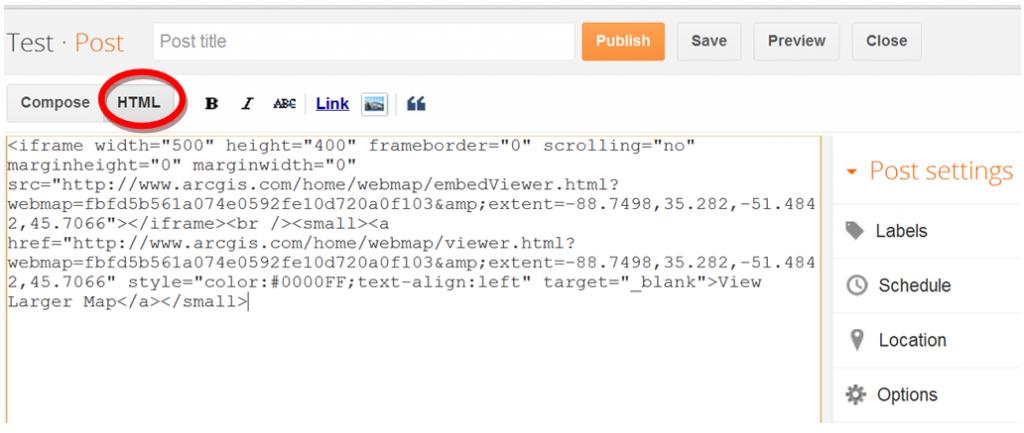 Test · Post Post title Publish Save Preview Close
Compose HTML B I ABC Link
<iframe width="500" height="400" frameborder="0" scrolling="no"
marginheight="0" marginwidth="0"
src="http://www.arcgis.com/home/webmap/embedViewer.html?
webmap=fbfd5b561a074e0592fe10d720a0f103&amp;extent=-88.7498,35.282,-51.484
2,45.7066"></iframe><br /><small><a
href="http://www.arcgis.com/home/webmap/viewer.html?
webmap=fbfd5b561a074e0592fe10d720a0f103&amp;extent=-88.7498,35.282,-51.484
2,45.7066" style="color:#0000FF;text-align:left" target="_blank">View
Larger Map</a></small>
Post settings
Labels
Schedule
Location
Options